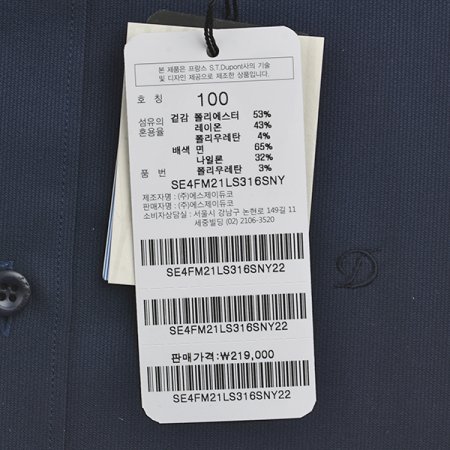 본 제품은 프랑스 S.T.Dupont사의 기술
및 디자인 제공으로 제조한 상품입니다.
호 칭 100
섬유의 혼용율 겉감 폴리에스터 53%
레이온 43%
폴리우레탄 4%
배색 면 65%
나일론 32%
폴리우레탄 3%
품 번 SE4FM21LS316SNY
제조자명 : (주)에스제이듀코
판매자명 : (주)에스제이듀코
소비자상담실 : 서울시 강남구 논현로 149길 11
세중빌딩 (02) 2106-3520
SE4FM21LS316SNY22
SE4FM21LS316SNY22
판매가격:₩219,000
SE4FM21LS316SNY22
D